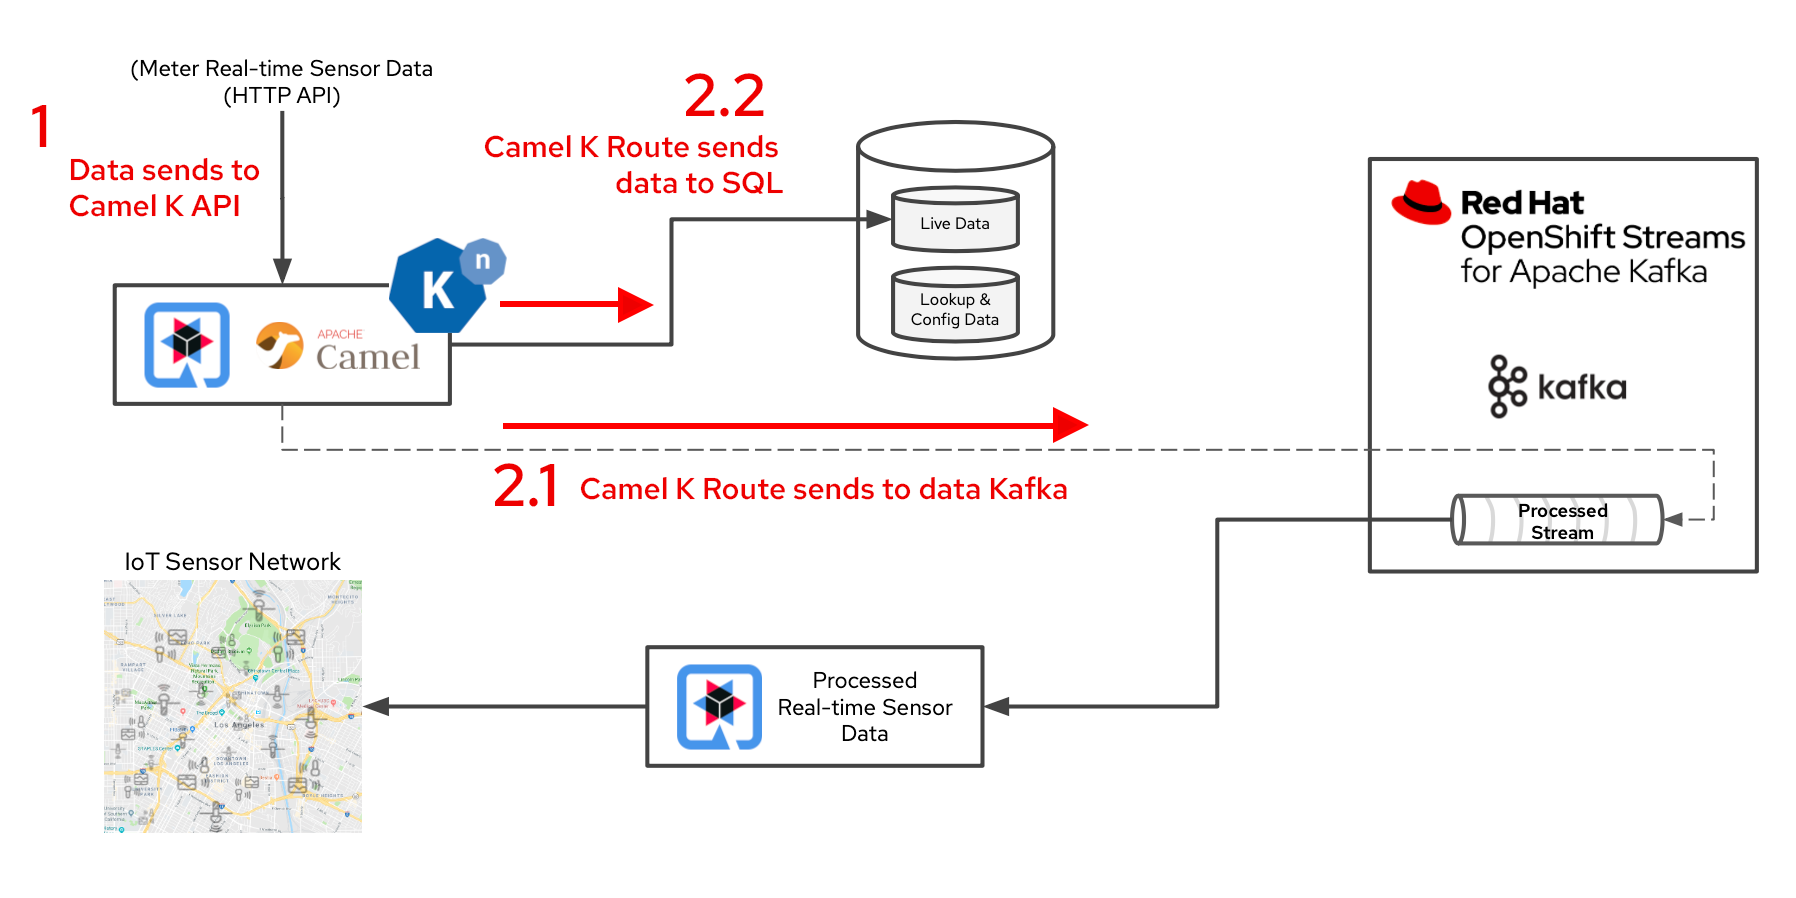 (Meter Real-time Sensor Data
(HTTP API)
1
Data sends to
Camel K API
2.2
Camel K Route sends
data to SQL
Live Data
Lookup &
Config Data
Red Hat
OpenShift Streams
for Apache Kafka
kafka
K
n
APACHE
Camel
2.1
Camel K Route sends to data Kafka
Processed
Stream
IoT Sensor Network
Los Angeles
Processed
Real-time Sensor
Data